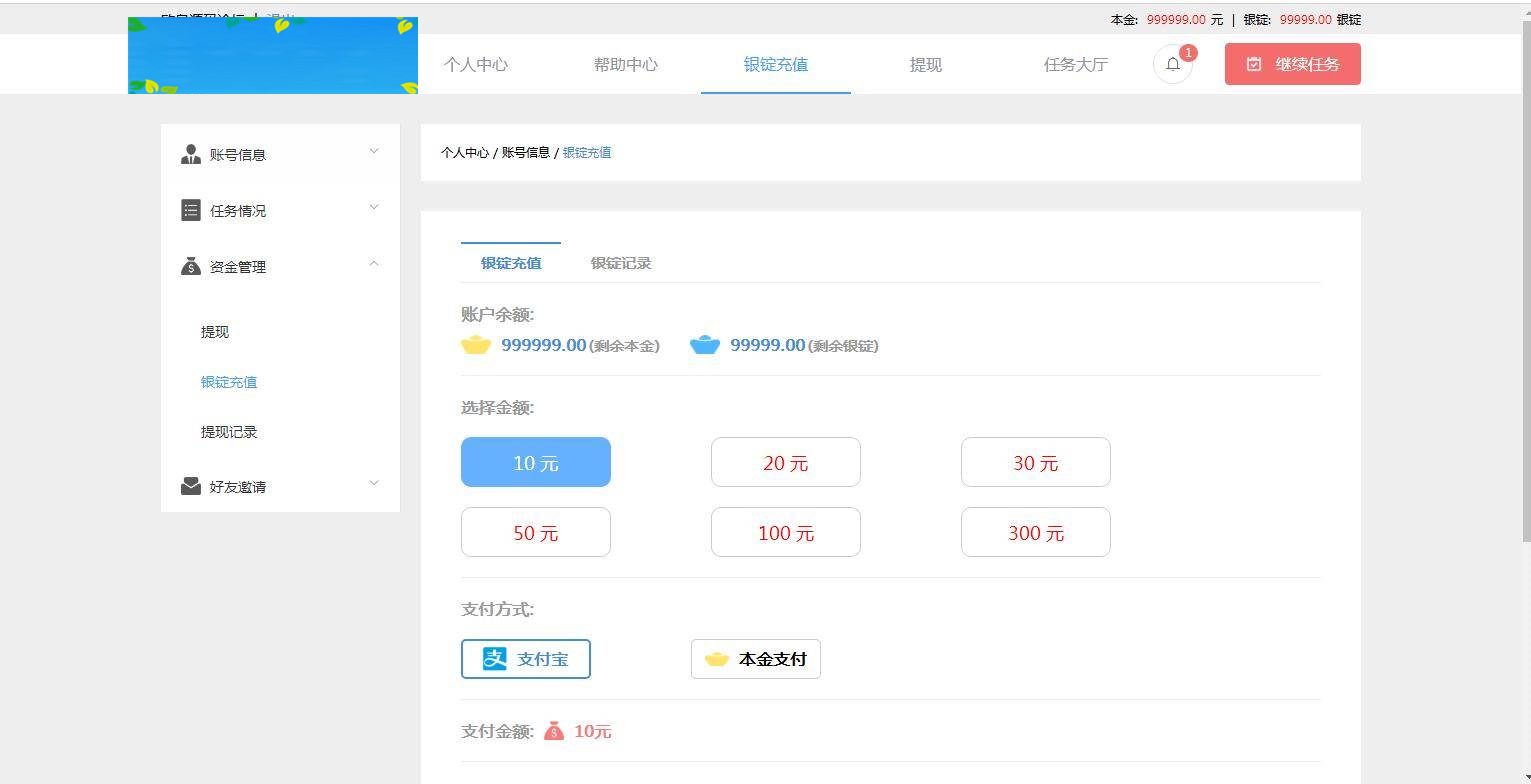 本金: 999999.00 元 | 银锭: 99999.00 银锭
个人中心 帮助中心 银锭充值 提现 任务大厅 1 继续任务
账号信息
任务情况
资金管理
提现
银锭充值
提现记录
好友邀请
个人中心 / 账号信息 / 银锭充值
银锭充值 银锭记录
账户余额:
999999.00(剩余本金) 99999.00(剩余银锭)
选择金额:
10 元 20 元 30 元
50 元 100 元 300 元
支付方式:
支 支付宝 本金支付
支付金额: $ 10元